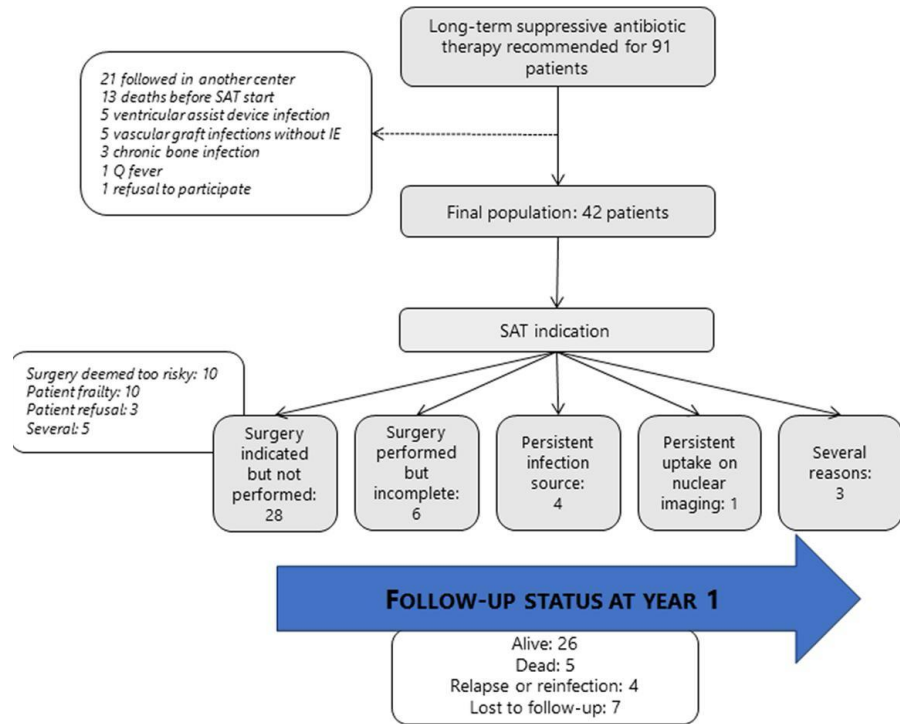 Long-term suppressive antibiotic
therapy recommended for 91
patients
21 followed in another center
13 deaths before SAT start
5 ventricular assist device infection
5 vascular graft infections without IE
3 chronic bone infection
1 Q fever
1 refusal to participate
Final population: 42 patients
SAT indication
Surgery deemed too risky: 10
Patient frailty: 10
Patient refusal: 3
Several: 5
Surgery
indicated
but not
performed:
28
Surgery
performed
but
incomplete:
6
Persistent
infection
source:
4
Persistent
uptake on
nuclear
imaging: 1
Several
reasons:
3
FOLLOW-UP STATUS AT YEAR 1
Alive: 26
Dead: 5
Relapse or reinfection: 4
Lost to follow-up: 7